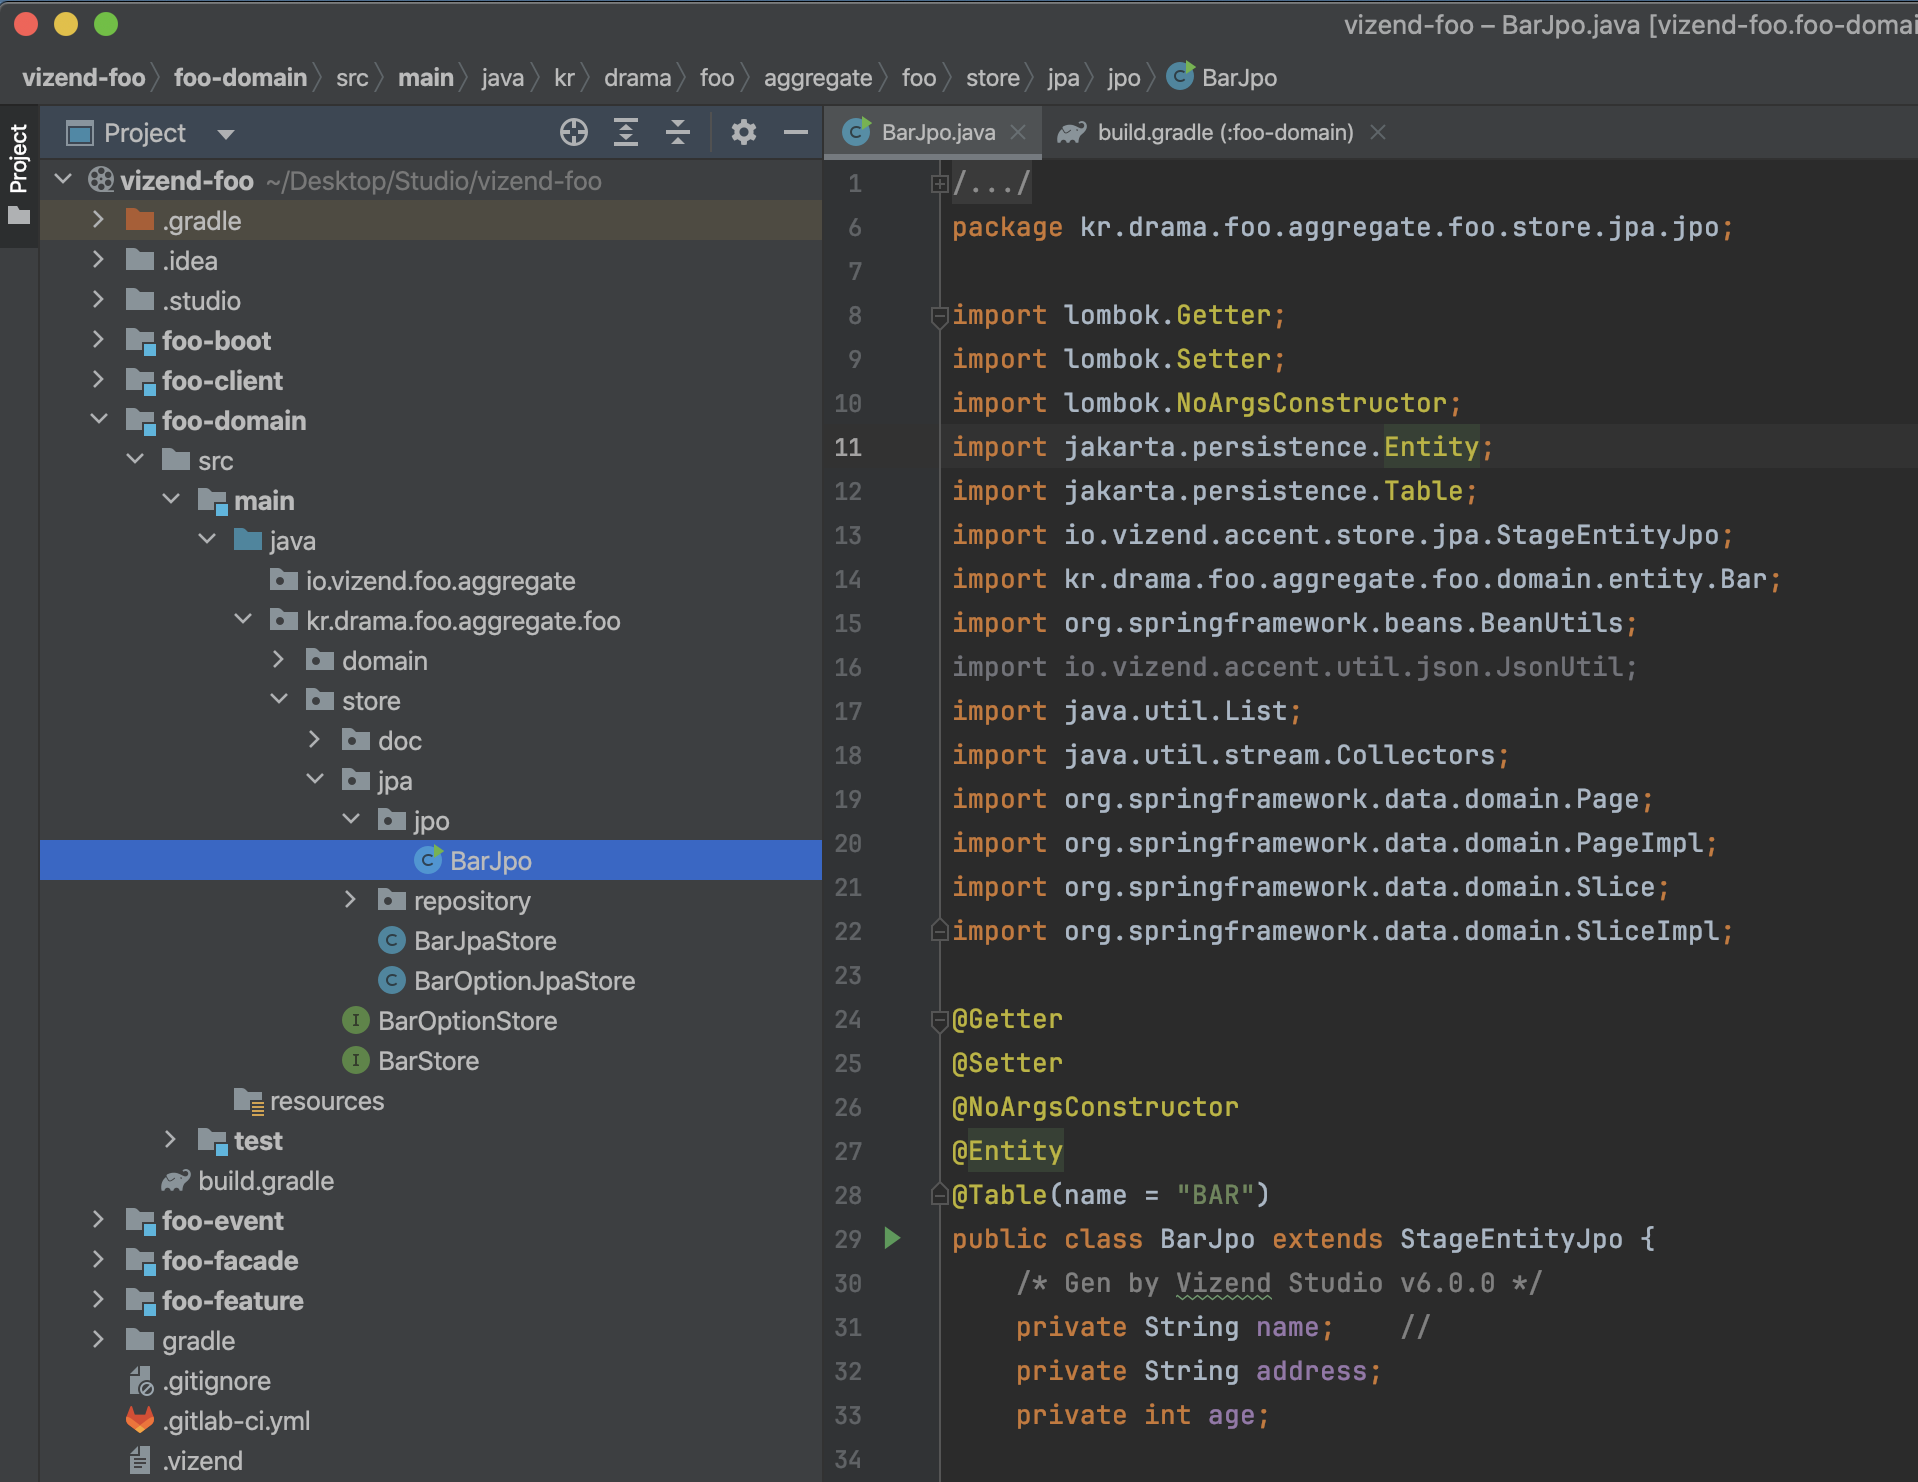 vizend-foo – BarJpo.java [vizend-foo.foo-domai
vizend-foo foo-domain src main java kr drama foo aggregate foo store jpa jpo BarJpo
Project
Project
vizend-foo ~/Desktop/Studio/vizend-foo
.gradle
.idea
.studio
foo-boot
foo-client
foo-domain
src
main
java
io.vizend.foo.aggregate
kr.drama.foo.aggregate.foo
domain
store
doc
jpa
jpo
BarJpo
repository
BarJpaStore
BarOptionJpaStore
BarOptionStore
BarStore
resources
test
build.gradle
foo-event
foo-facade
foo-feature
gradle
.gitignore
.gitlab-ci.yml
.vizend
BarJpo.java build.gradle (:foo-domain)
1 /.../
6 package kr.drama.foo.aggregate.foo.store.jpa.jpo;
7
8 import lombok.Getter;
9 import lombok.Setter;
10 import lombok.NoArgsConstructor;
11 import jakarta.persistence.Entity;
12 import jakarta.persistence.Table;
13 import io.vizend.accent.store.jpa.StageEntityJpo;
14 import kr.drama.foo.aggregate.foo.domain.entity.Bar;
15 import org.springframework.beans.BeanUtils;
16 import io.vizend.accent.util.json.JsonUtil;
17 import java.util.List;
18 import java.util.stream.Collectors;
19 import org.springframework.data.domain.Page;
20 import org.springframework.data.domain.PageImpl;
21 import org.springframework.data.domain.Slice;
22 import org.springframework.data.domain.SliceImpl;
23
24 @Getter
25 @Setter
26 @NoArgsConstructor
27 @Entity
28 @Table(name = "BAR")
29 public class BarJpo extends StageEntityJpo {
30 /* Gen by Vizend Studio v6.0.0 */
31 private String name; //
32 private String address;
33 private int age;
34